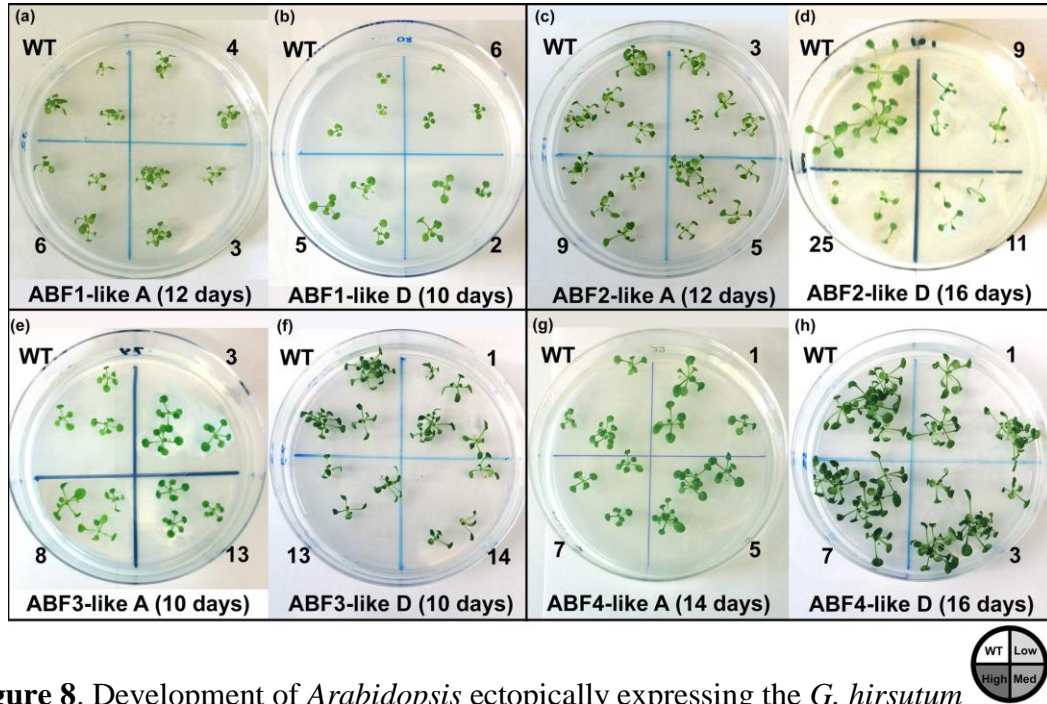 (a) (b) (c) (d)
WT 4 WT 6 WT 3 WT 9
6 3 5 2 9 5 25 11
ABF1-like A (12 days) ABF1-like D (10 days) ABF2-like A (12 days) ABF2-like D (16 days)
(e) (f) (g) (h)
WT 3 WT 1 WT 1 WT 1
8 13 13 14 7 5 7 3
ABF3-like A (10 days) ABF3-like D (10 days) ABF4-like A (14 days) ABF4-like D (16 days)
WT Low
High Med
gure 8. Development of Arabidopsis ectopically expressing the G. hirsutum